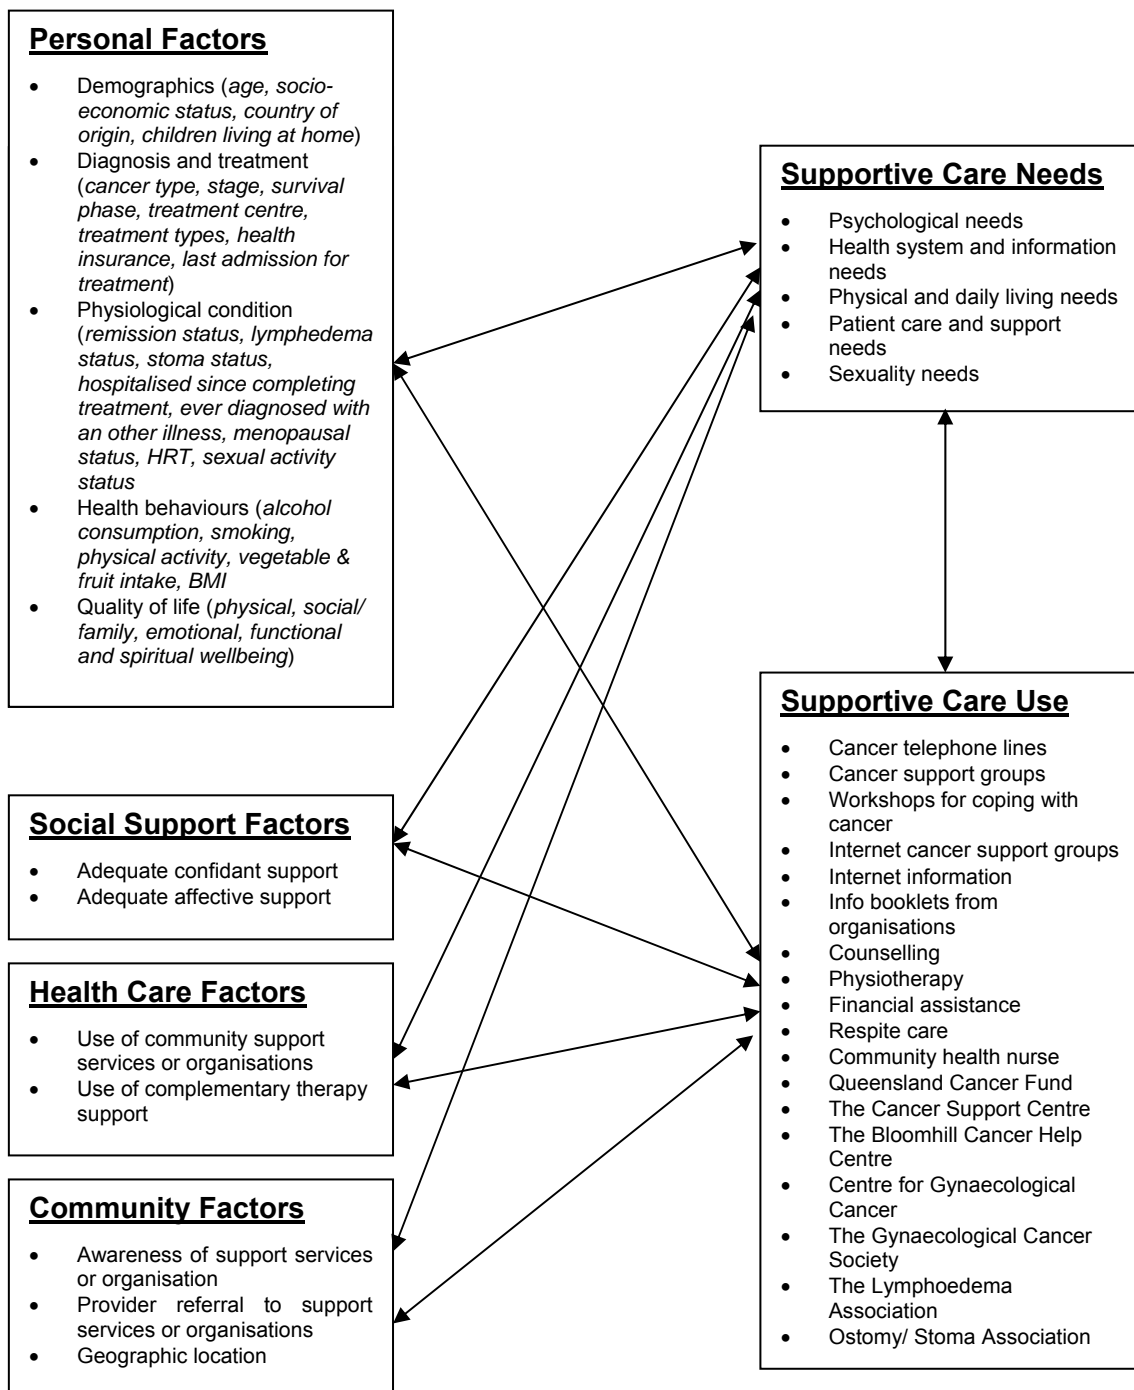 Personal Factors
• Demographics (age, socio-
economic status, country of
origin, children living at home)
• Diagnosis and treatment
(cancer type, stage, survival
phase, treatment centre,
treatment types, health
insurance, last admission for
treatment)
• Physiological condition
(remission status, lymphedema
status, stoma status,
hospitalised since completing
treatment, ever diagnosed with
an other illness, menopausal
status, HRT, sexual activity
status
• Health behaviours (alcohol
consumption, smoking,
physical activity, vegetable &
fruit intake, BMI
• Quality of life (physical, social/
family, emotional, functional
and spiritual wellbeing)
Social Support Factors
• Adequate confidant support
• Adequate affective support
Health Care Factors
• Use of community support
services or organisations
• Use of complementary therapy
support
Community Factors
• Awareness of support services
or organisation
• Provider referral to support
services or organisations
• Geographic location
Supportive Care Needs
• Psychological needs
• Health system and information
needs
• Physical and daily living needs
• Patient care and support
needs
• Sexuality needs
Supportive Care Use
• Cancer telephone lines
• Cancer support groups
• Workshops for coping with
cancer
• Internet cancer support groups
• Internet information
• Info booklets from
organisations
• Counselling
• Physiotherapy
• Financial assistance
• Respite care
• Community health nurse
• Queensland Cancer Fund
• The Cancer Support Centre
• The Bloomhill Cancer Help
Centre
• Centre for Gynaecological
Cancer
• The Gynaecological Cancer
Society
• The Lymphoedema
Association
• Ostomy/ Stoma Association